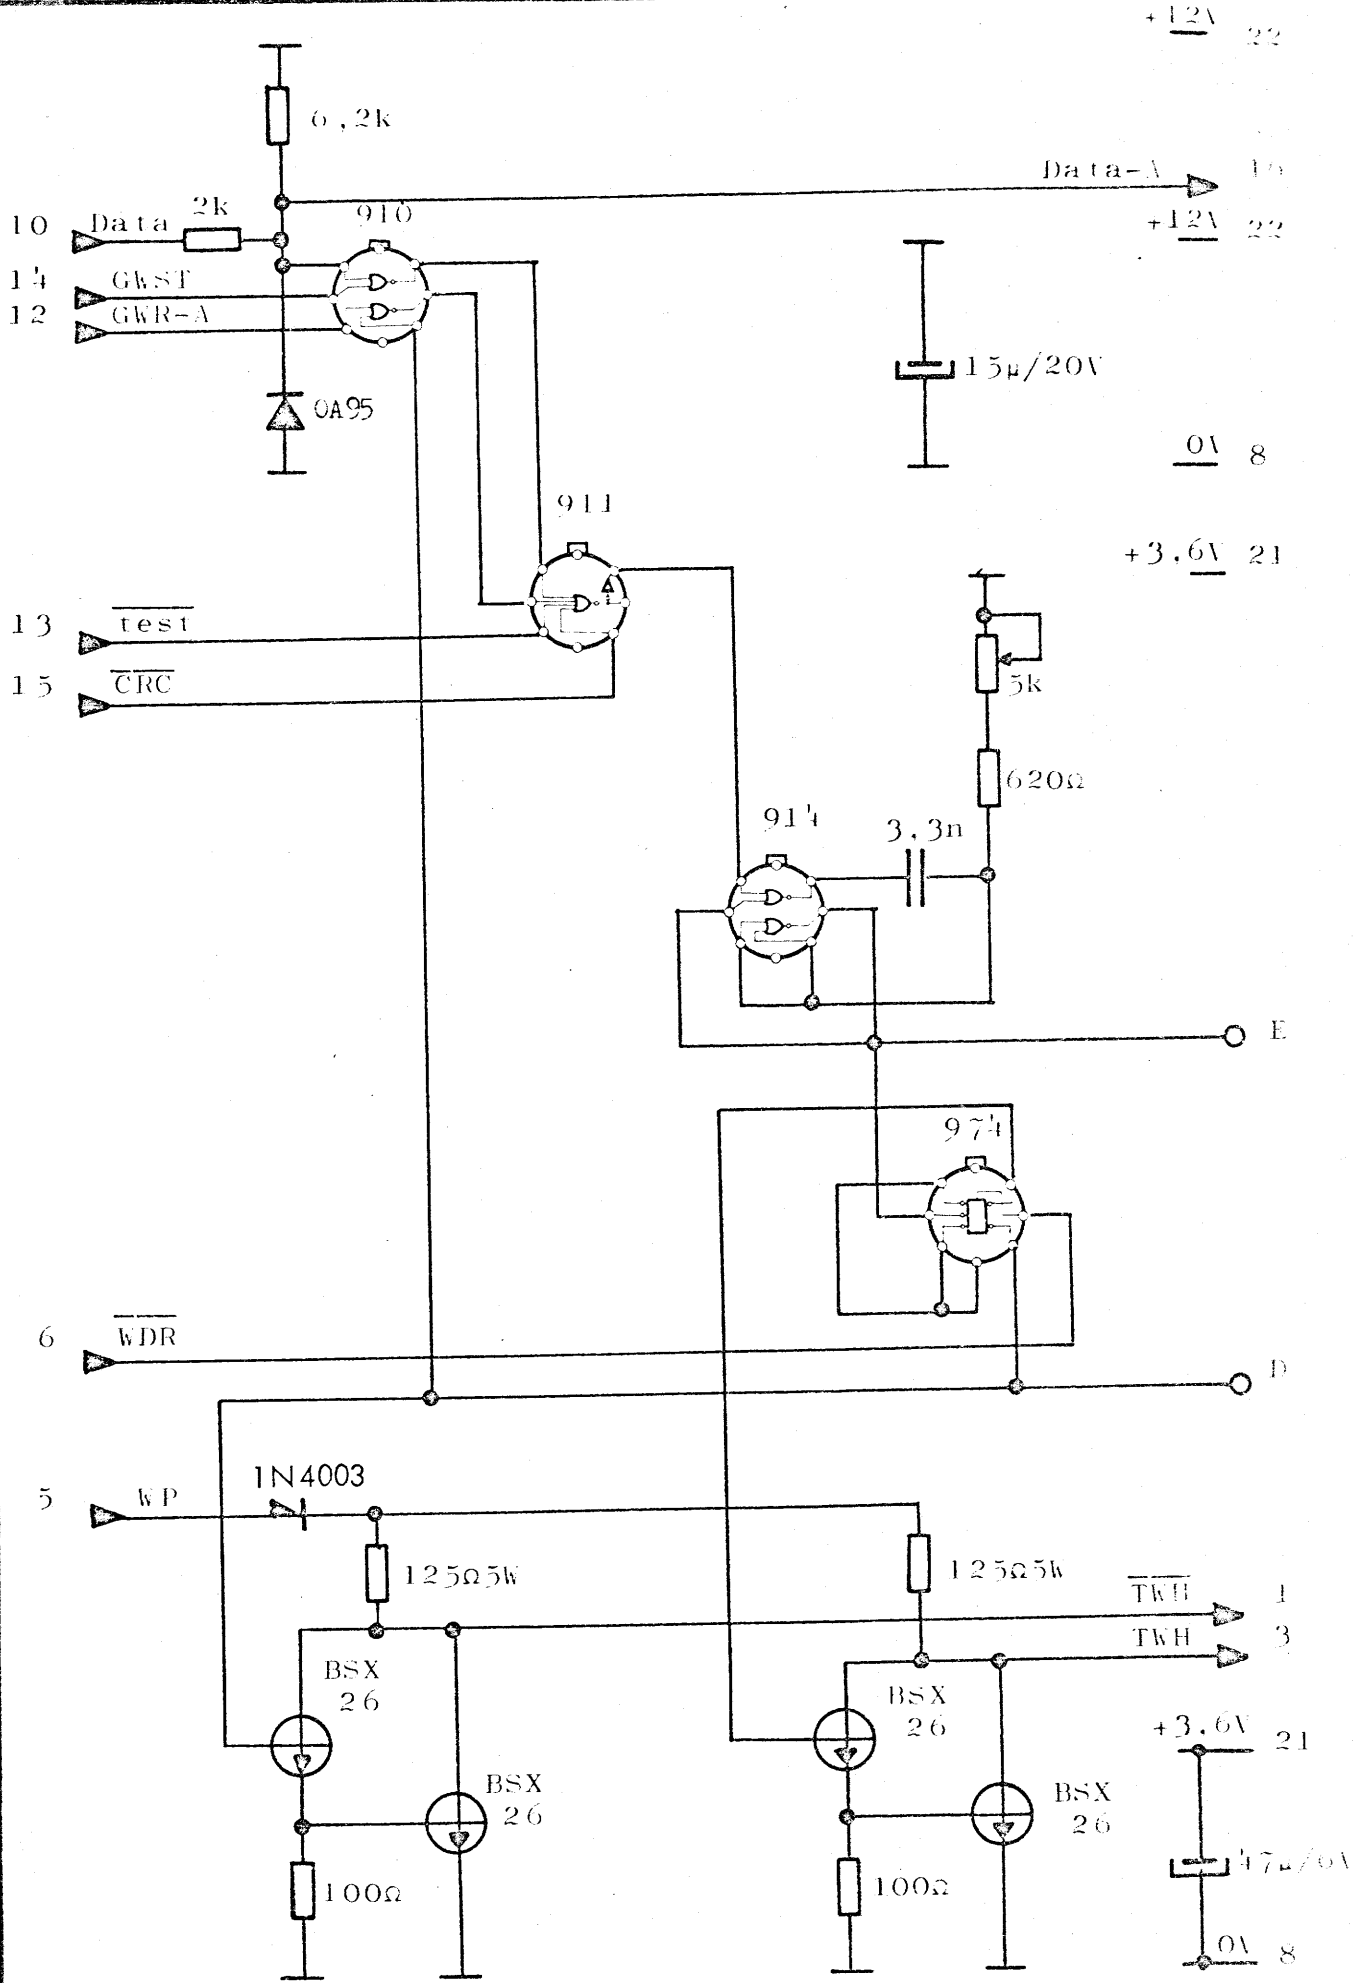 +12V
22
6,2k
Data-A
16
2k
910
+12V
22
10 Data
14 GWST
12 GWR-A
15µ/20V
OA95
0V 8
911
+3.6V 21
13 test
15 CRC
5k
620Ω
914
3.3n
E
974
6 WDR
D
1N4003
5 WP
125Ω5W
125Ω5W
TWH 1
TWH 3
BSX
26
BSX
26
+3.6V 21
BSX
26
BSX
26
47µ/6V
100Ω
100Ω
0V 8